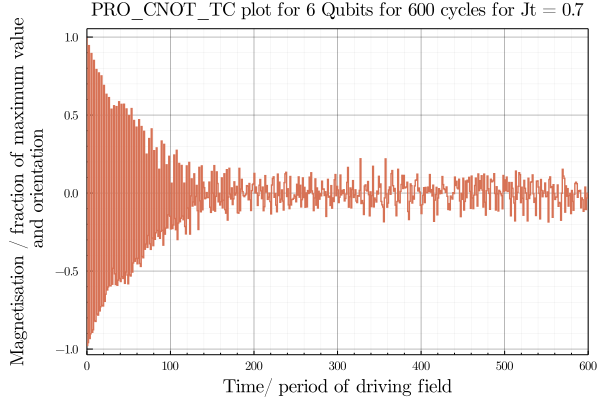 PRO_CNOT_TC plot for 6 Qubits for 600 cycles for Jt = 0.7
Magnetisation / fraction of maximum value
and orientation
1.0
0.5
0.0
−0.5
−1.0
0 100 200 300 400 500 600
Time/ period of driving field